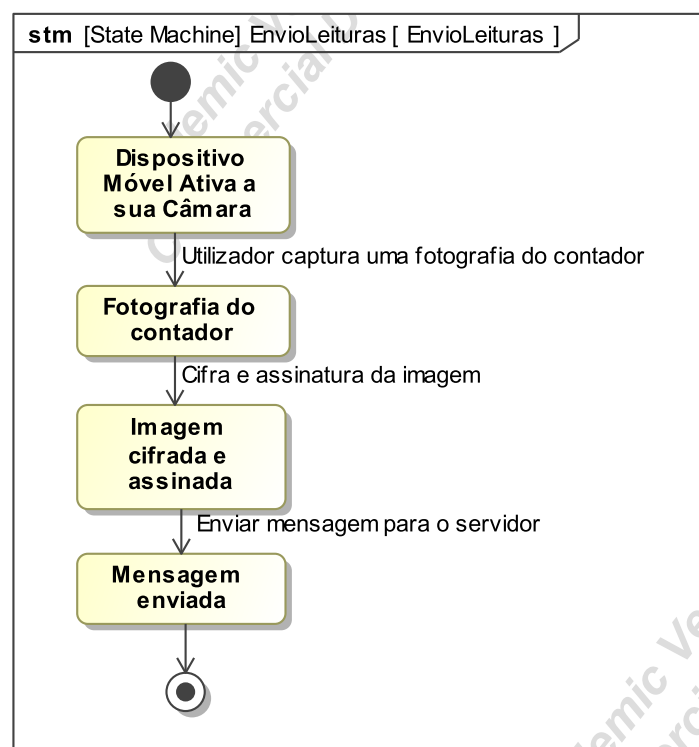 stm [State Machine] EnvioLeituras [ EnvioLeituras ]
Dispositivo
Móvel Ativa a
sua Câmara
Utilizador captura uma fotografia do contador
Fotografia do
contador
Cifra e assinatura da imagem
Imagem
cifrada e
assinada
Enviar mensagem para o servidor
Mensagem
enviada